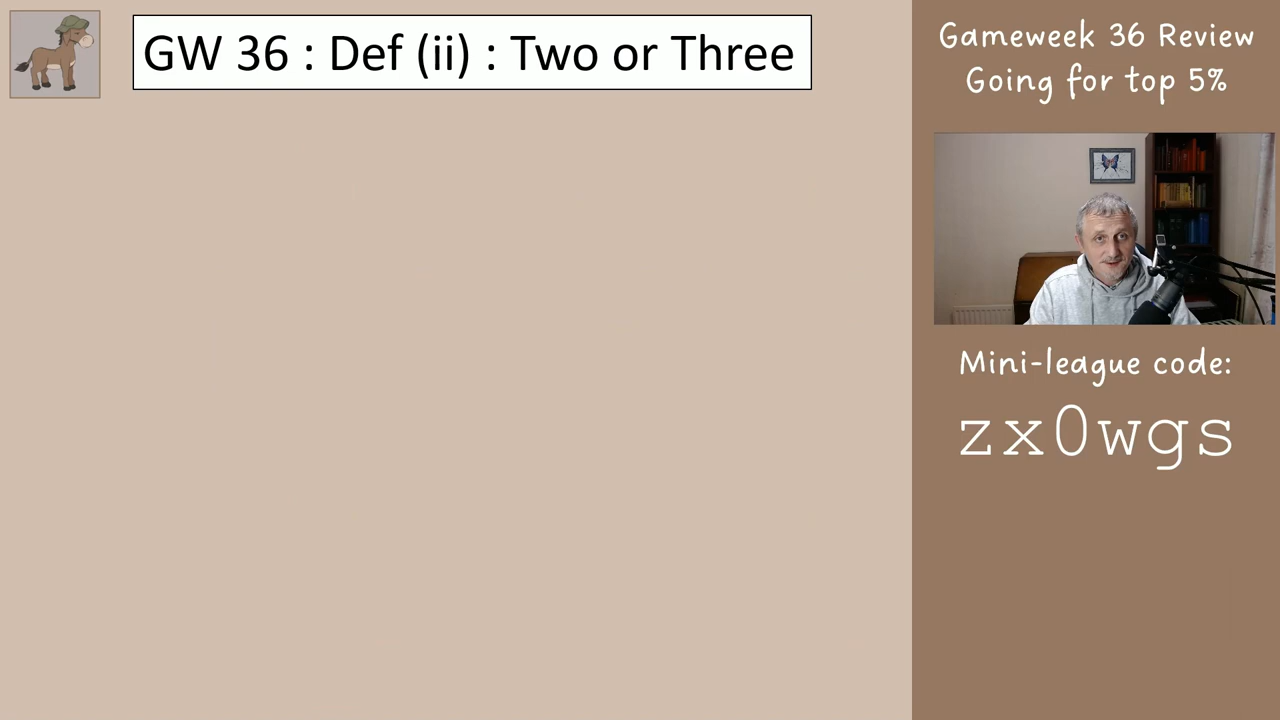 GW 36 : Def (ii) : Two or Three
Gameweek 36 Review
Going for top 5%
Mini-league code:
zx0wgs